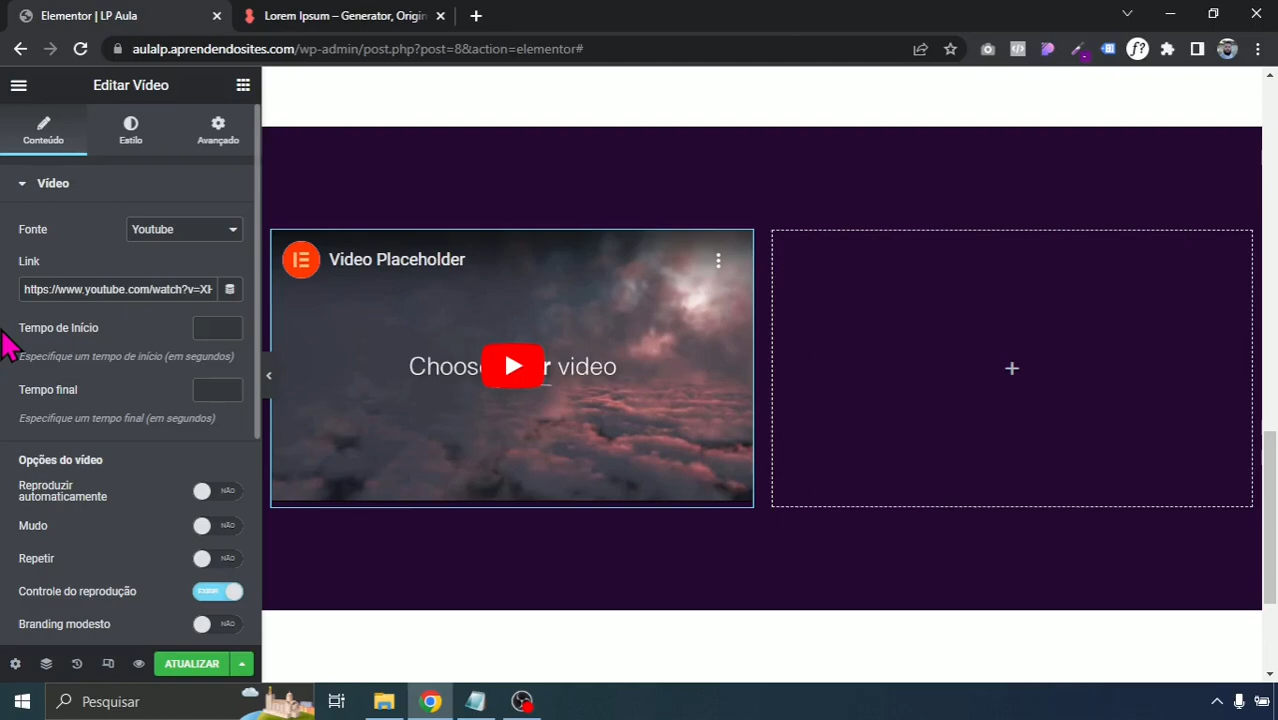 Elementor | LP Aula
Lorem Ipsum – Generator, Origin
aulalp.aprendendosites.com/wp-admin/post.php?post=8&action=elementor#
f?
Editar Vídeo
Conteúdo
Estilo
Avançado
Vídeo
Fonte
Youtube
Link
https://www.youtube.com/watch?v=XH
Tempo de Início
Especifique um tempo de início (em segundos)
Tempo final
Especifique um tempo final (em segundos)
Opções do vídeo
Reproduzir
automaticamente
NÃO
Mudo
NÃO
Repetir
NÃO
Controle do reprodução
Branding modesto
NÃO
ATUALIZAR
Video Placeholder
Choose
r video
Pesquisar